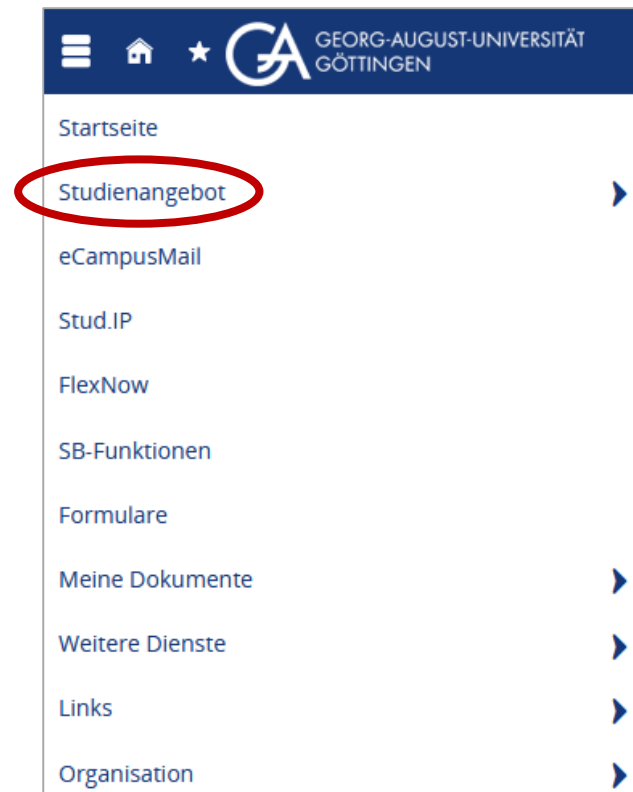 GEORG-AUGUST-UNIVERSITÄT
GÖTTINGEN
Startseite
Studienangebot
eCampusMail
Stud.IP
FlexNow
SB-Funktionen
Formulare
Meine Dokumente
Weitere Dienste
Links
Organisation